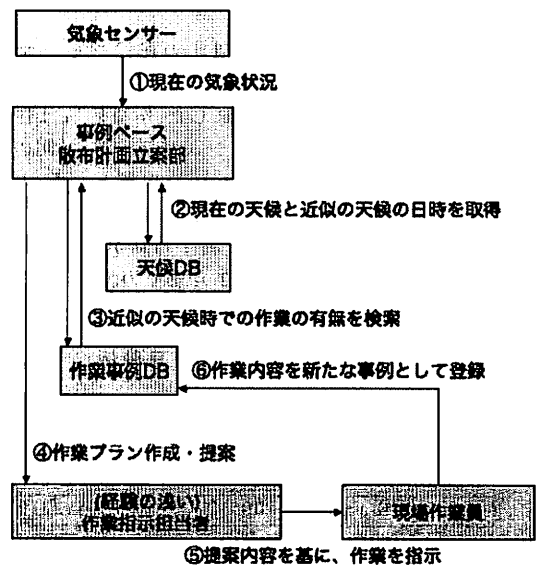 気象センサー
①現在の気象状況
事例ベース
散布計画立案部
②現在の天候と近似の天候の日時を取得
天候DB
③近似の天候時での作業の有無を検索
作業事例DB
⑥作業内容を新たな事例として登録
④作業プラン作成・提案
(経験の浅い)
作業指示担当者
現場作業員
⑤提案内容を基に、作業を指示